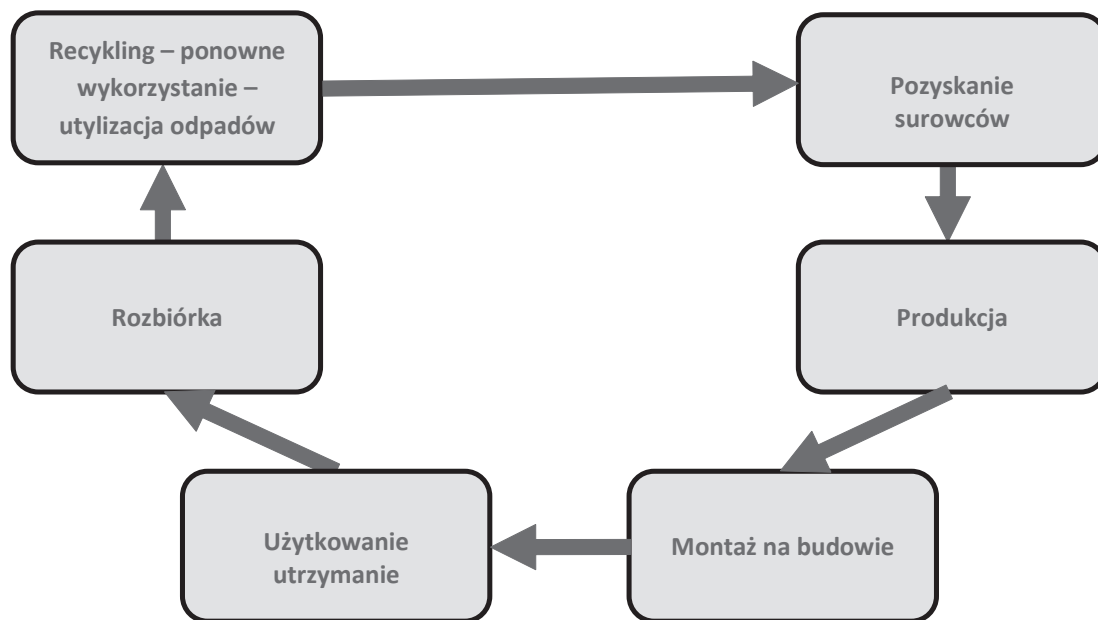 Recykling – ponowne
wykorzystanie –
utylizacja odpadów
Pozyskanie
surowców
Rozbiórka
Produkcja
Użytkowanie
utrzymanie
Montaż na budowie